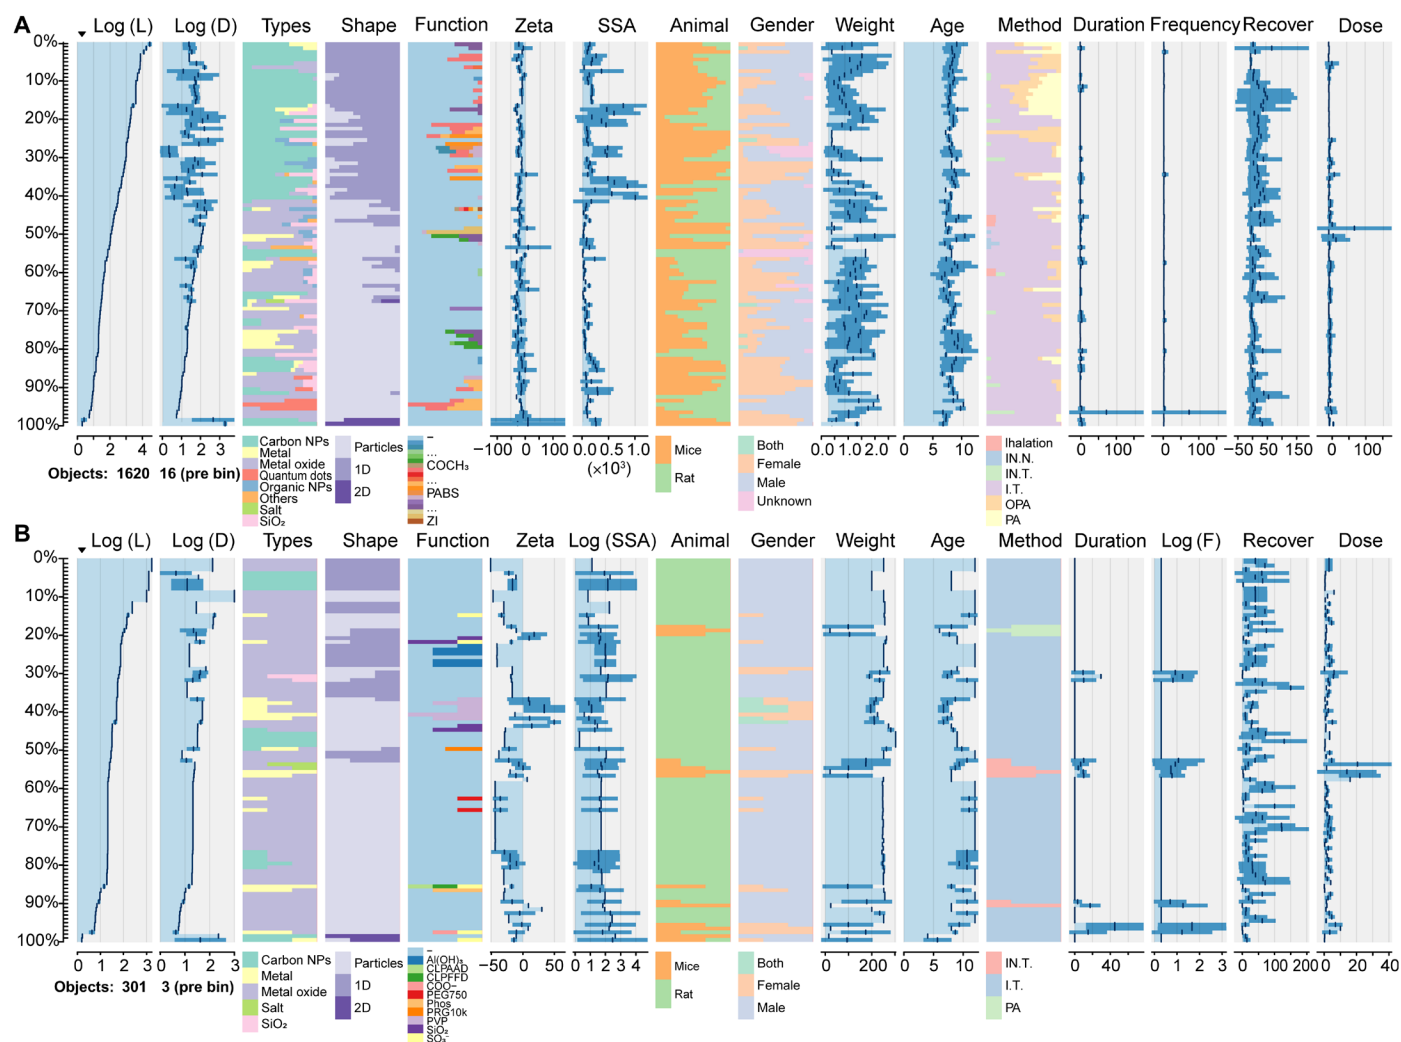 A Log (L) Log (D) Types Shape Function Zeta SSA Animal Gender Weight Age Method Duration Frequency Recover Dose
0%
10%
20%
30%
40%
50%
60%
70%
80%
90%
100%
0 2 4 0 1 2 3 −100 0 100 0.0 0.5 1.0 0.0 1.0 2.0 0 5 10 0 100 0 100 −50 50 150 0 100
(×10³)
Objects: 1620 16 (pre bin)
Carbon NPs
Metal
Metal oxide
Quantum dots
Organic NPs
Others
Salt
SiO₂
Particles
1D
2D
–
...
COCH₃
...
PABS
...
ZI
Mice
Rat
Both
Female
Male
Unknown
Ihalation
IN.N.
IN.T.
I.T.
OPA
PA
B Log (L) Log (D) Types Shape Function Zeta Log (SSA) Animal Gender Weight Age Method Duration Log (F) Recover Dose
0%
10%
20%
30%
40%
50%
60%
70%
80%
90%
100%
0 1 2 3 0 1 2 3 −50 0 50 0 1 2 3 4 0 200 0 5 10 0 40 0 1 2 3 0 100 200 0 20 40
Objects: 301 3 (pre bin)
Carbon NPs
Metal
Metal oxide
Salt
SiO₂
Particles
1D
2D
–
Al(OH)₃
CLPAAD
CLPFFD
COO−
PEG750
Phos
PRG10k
PVP
SiO₂
SO₃⁻
Mice
Rat
Both
Female
Male
IN.T.
I.T.
PA